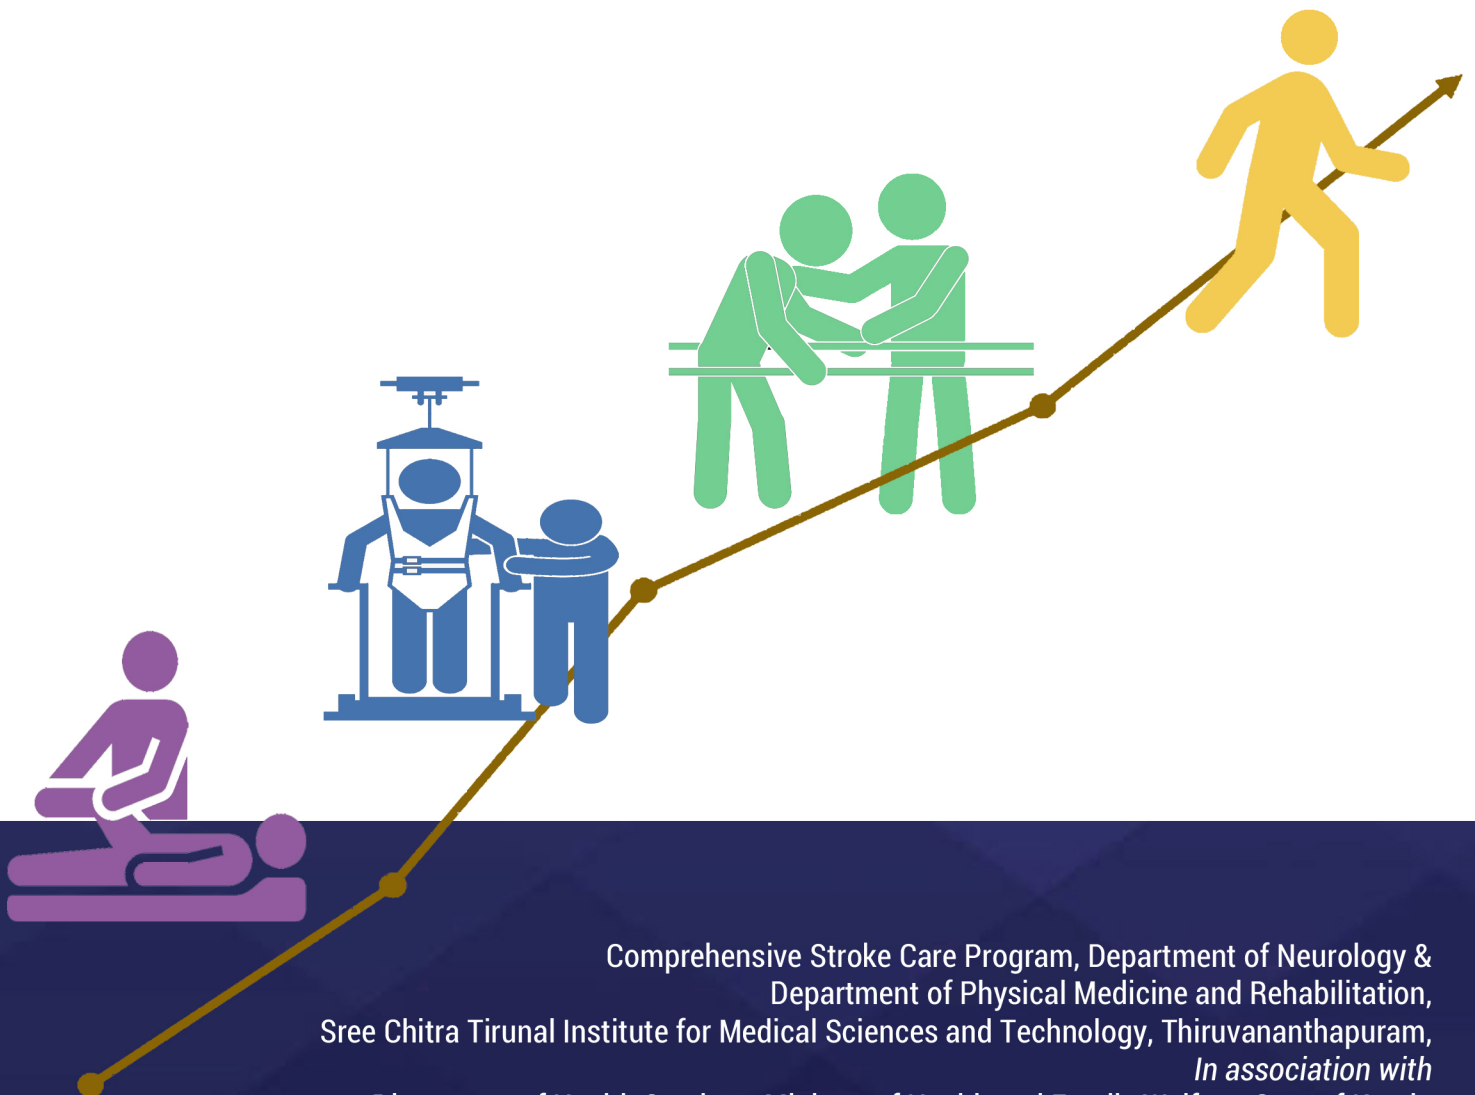 Comprehensive Stroke Care Program, Department of Neurology &
Department of Physical Medicine and Rehabilitation,
Sree Chitra Tirunal Institute for Medical Sciences and Technology, Thiruvananthapuram,
In association with